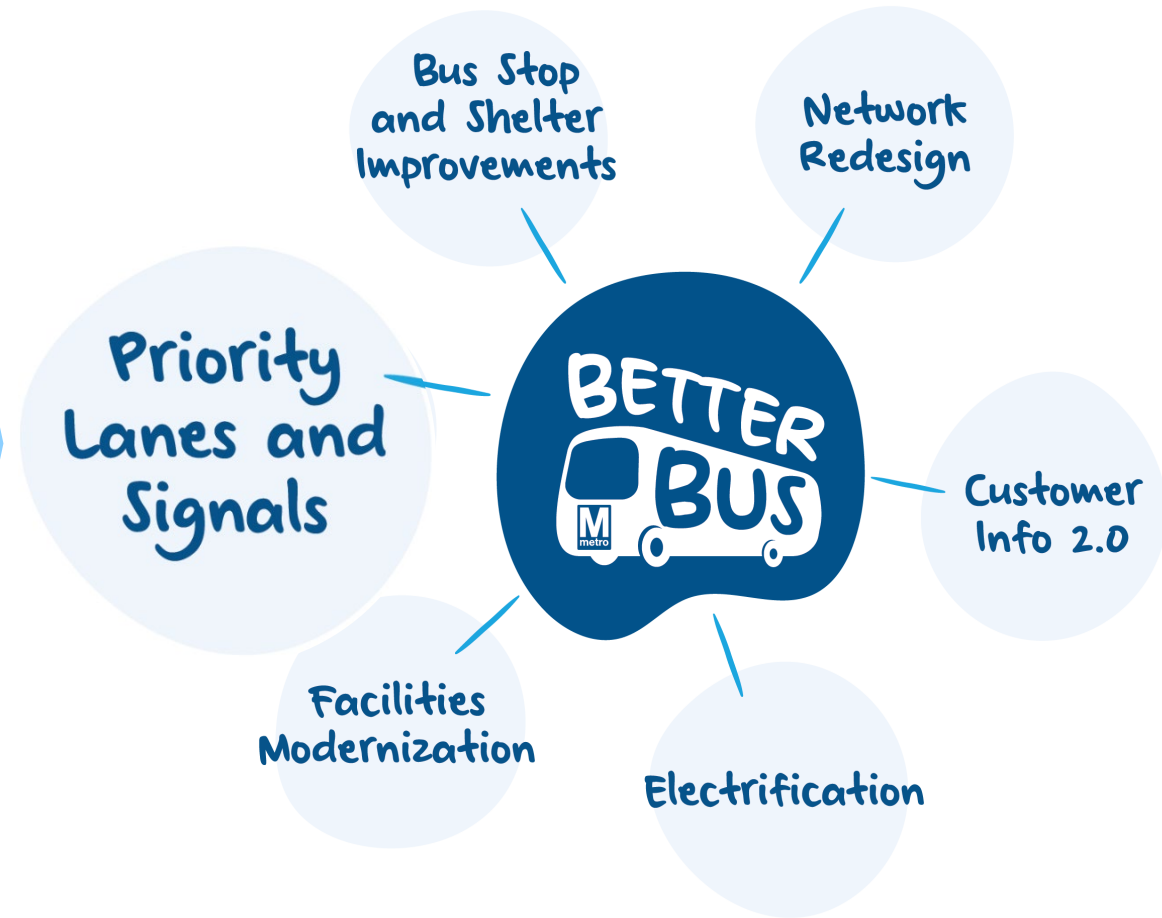 Bus Stop
and Shelter
Improvements
Network
Redesign
Priority
Lanes and
Signals
BETTER
BUS
M
metro
Customer
Info 2.0
Facilities
Modernization
Electrification